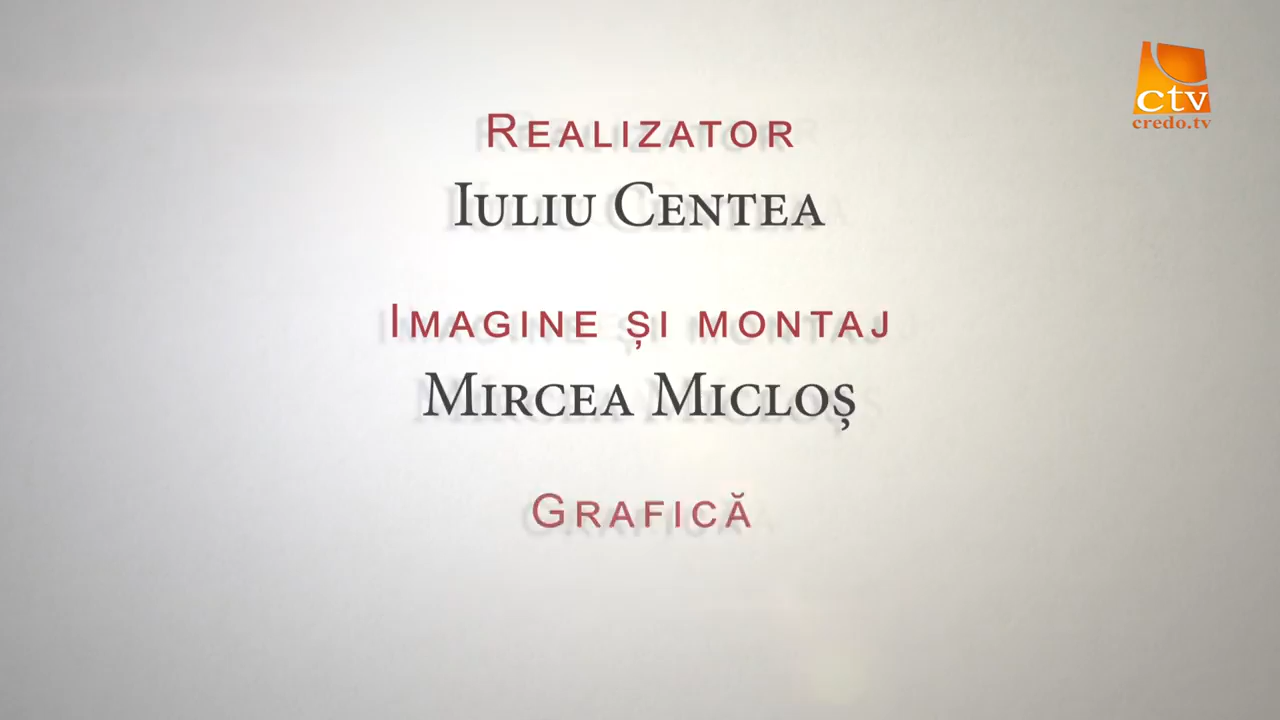 ctv
credo.tv
REALIZATOR
IULIU CENTEA
IMAGINE ȘI MONTAJ
MIRCEA MICLOȘ
GRAFICĂ